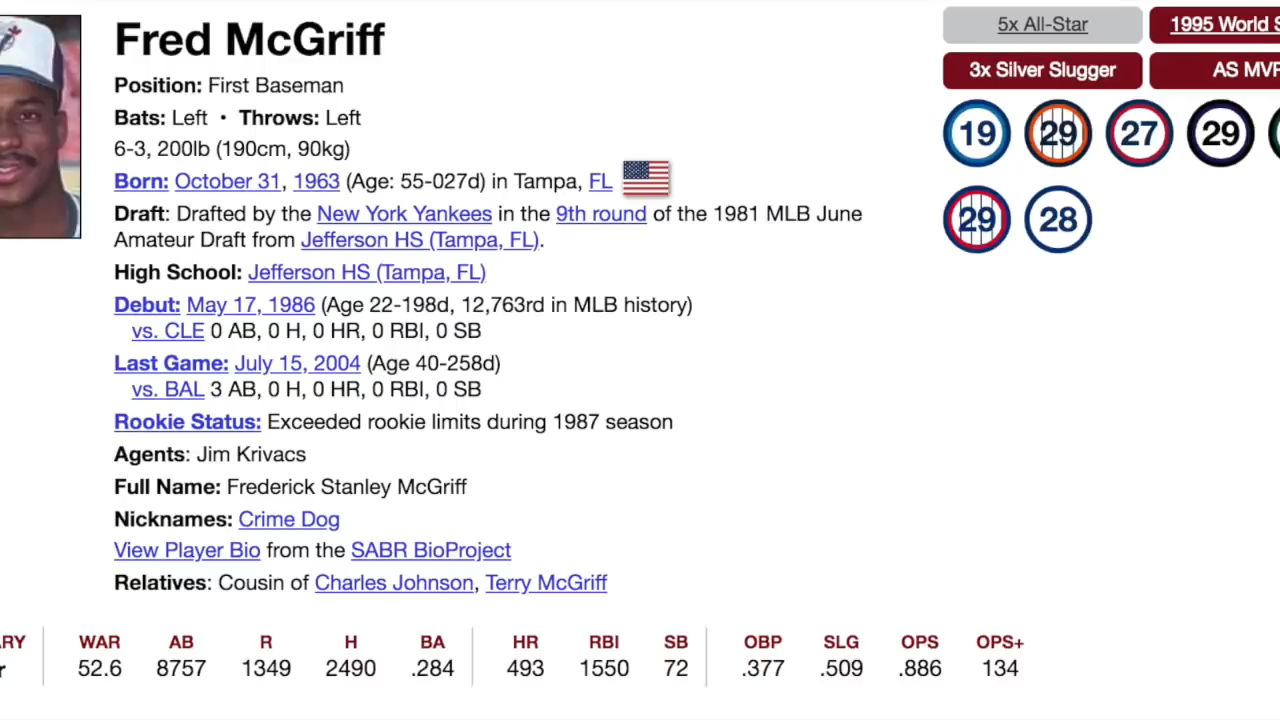 Fred McGriff
Position: First Baseman
Bats: Left • Throws: Left
6-3, 200lb (190cm, 90kg)
Born: October 31, 1963 (Age: 55-027d) in Tampa, FL
Draft: Drafted by the New York Yankees in the 9th round of the 1981 MLB June
Amateur Draft from Jefferson HS (Tampa, FL).
High School: Jefferson HS (Tampa, FL)
Debut: May 17, 1986 (Age 22-198d, 12,763rd in MLB history)
vs. CLE 0 AB, 0 H, 0 HR, 0 RBI, 0 SB
Last Game: July 15, 2004 (Age 40-258d)
vs. BAL 3 AB, 0 H, 0 HR, 0 RBI, 0 SB
Rookie Status: Exceeded rookie limits during 1987 season
Agents: Jim Krivacs
Full Name: Frederick Stanley McGriff
Nicknames: Crime Dog
View Player Bio from the SABR BioProject
Relatives: Cousin of Charles Johnson, Terry McGriff
5x All-Star 1995 World S
3x Silver Slugger AS MVP
19 29 27 29
29 28
RY WAR AB R H BA HR RBI SB OBP SLG OPS OPS+
r 52.6 8757 1349 2490 .284 493 1550 72 .377 .509 .886 134